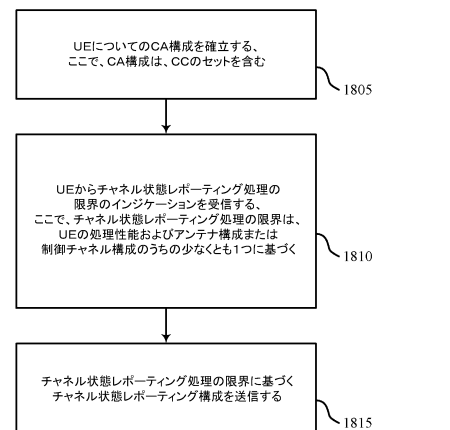 UEについてのCA構成を確立する、
ここで、CA構成は、CCのセットを含む
1805
UEからチャネル状態レポーティング処理の
限界のインジケーションを受信する、
ここで、チャネル状態レポーティング処理の限界は、
UEの処理性能およびアンテナ構成または
制御チャネル構成のうちの少なくとも1つに基づく
1810
チャネル状態レポーティング処理の限界に基づく
チャネル状態レポーティング構成を送信する
1815